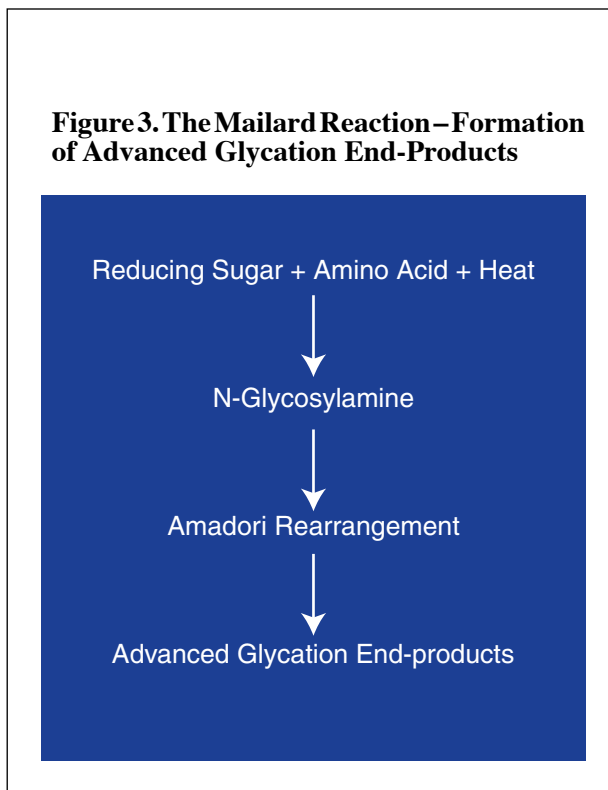 Figure 3. The Mailard Reaction – Formation
of Advanced Glycation End-Products
Reducing Sugar + Amino Acid + Heat
N-Glycosylamine
Amadori Rearrangement
Advanced Glycation End-products